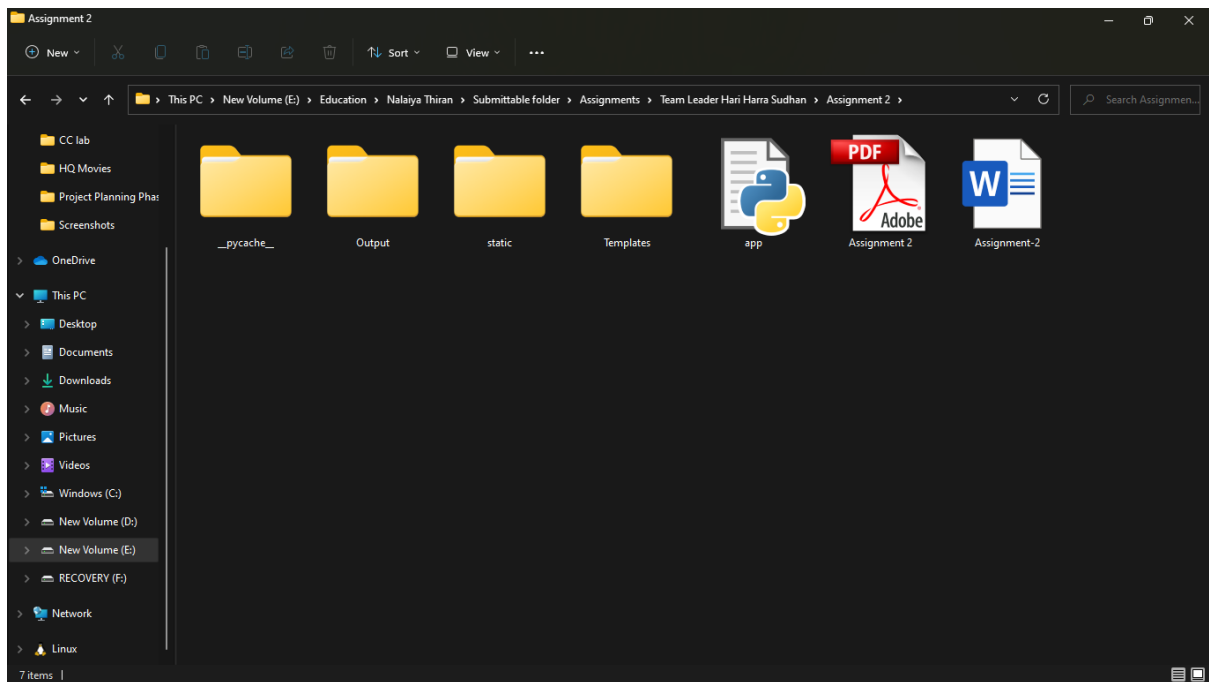 Assignment 2
New Sort View
This PC New Volume (E:) Education Nalaiya Thiran Submittable folder Assignments Team Leader Hari Harra Sudhan Assignment 2 Search Assignmen...
CC lab
HQ Movies
Project Planning Phas
Screenshots
OneDrive
This PC
Desktop
Documents
Downloads
Music
Pictures
Videos
Windows (C:)
New Volume (D:)
New Volume (E:)
RECOVERY (F:)
Network
Linux
PDF
Adobe
W
__pycache__ Output static Templates app Assignment 2 Assignment-2
7 items